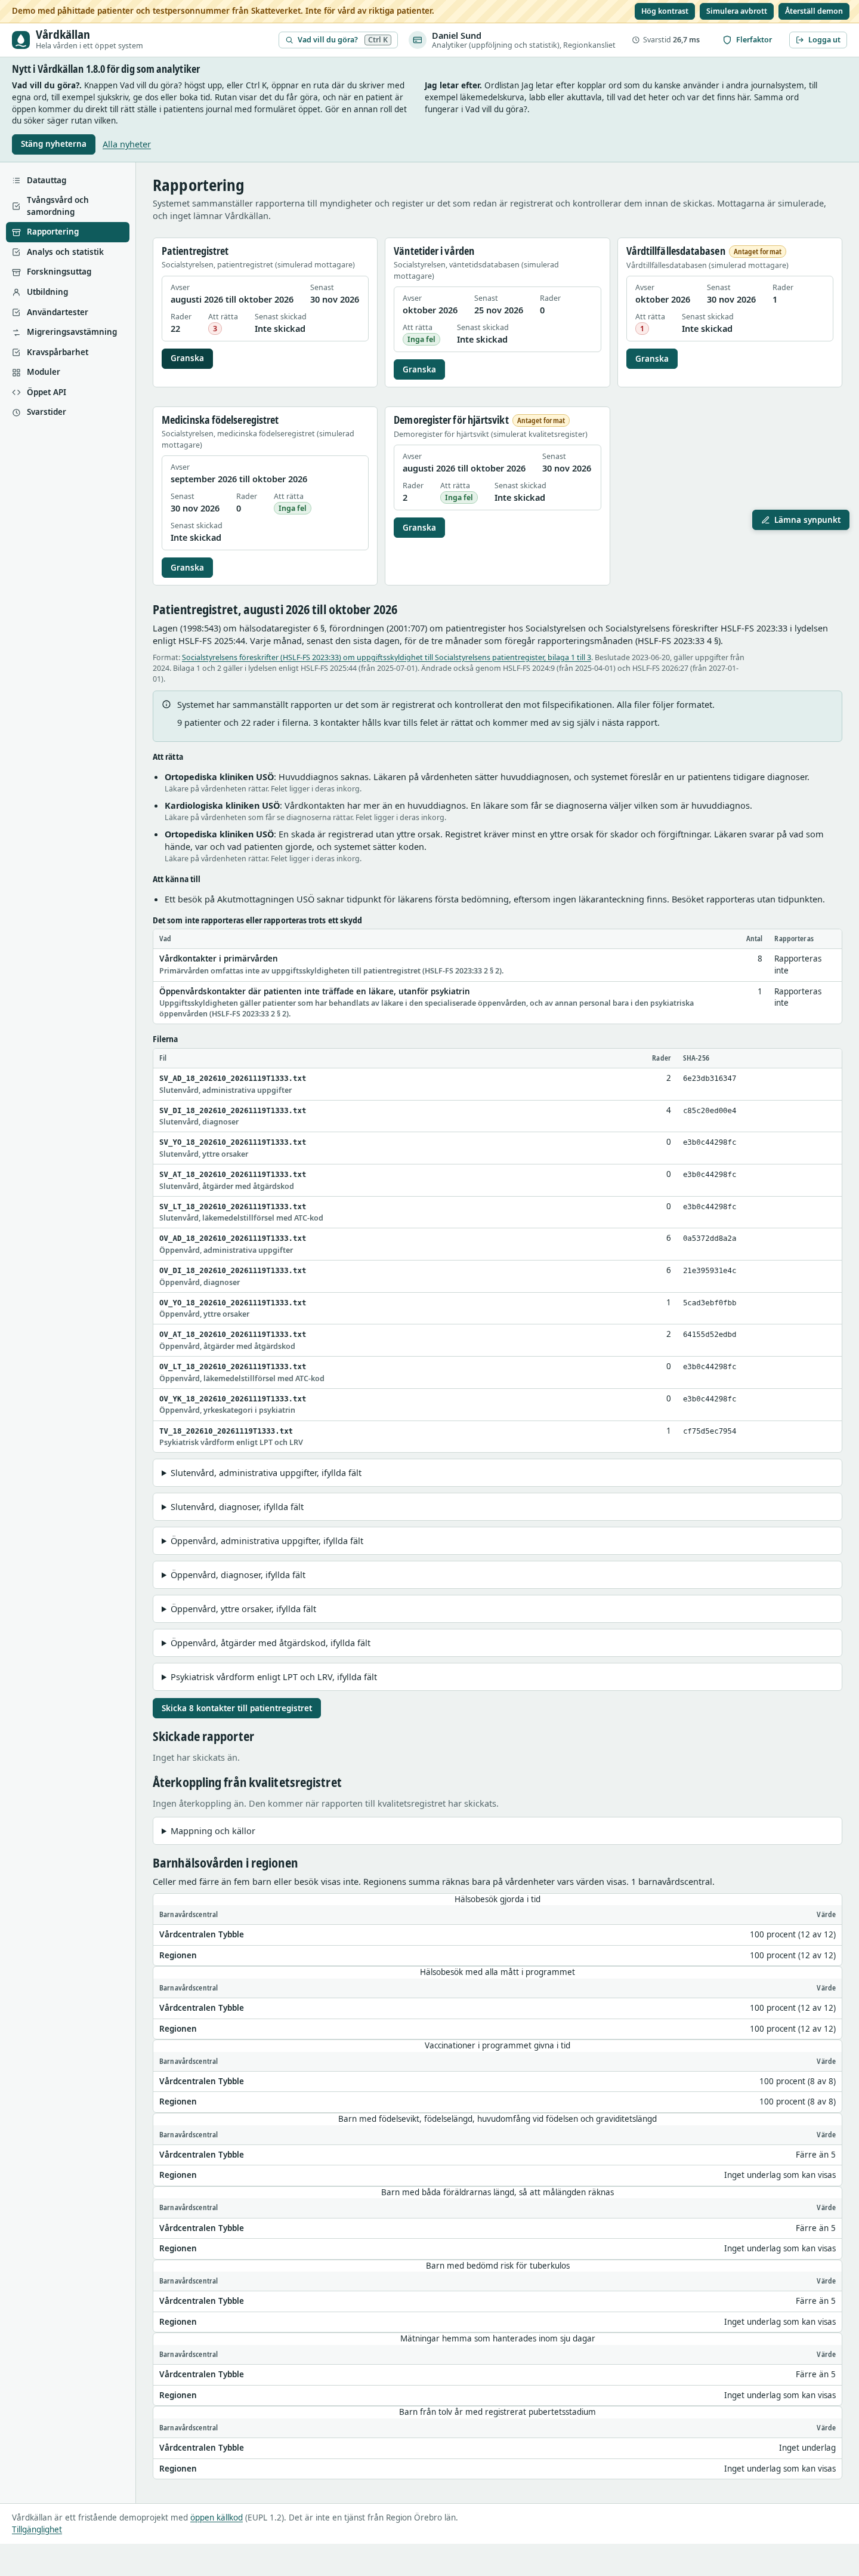 Demo med påhittade patienter och testpersonnummer från Skatteverket. Inte för vård av riktiga patienter.
Hög kontrast
Simulera avbrott
Återställ demon
Vårdkällan
Hela vården i ett öppet system
Vad vill du göra? Ctrl K
Daniel Sund
Analytiker (uppföljning och statistik), Regionkansliet
Svarstid 26,7 ms
Flerfaktor
Logga ut
Nytt i Vårdkällan 1.8.0 för dig som analytiker
Vad vill du göra?. Knappen Vad vill du göra? högst upp, eller Ctrl K, öppnar en ruta där du skriver med
egna ord, till exempel sjukskriv, ge dos eller boka tid. Rutan visar det du får göra, och när en patient är
öppen kommer du direkt till rätt plats i patientens journal med formuläret öppet. Gör en annan roll det
du söker säger rutan vilken.
Jag letar efter. Ordlistan Jag letar efter kopplar ord som du kanske använder i andra journalsystem, till
exempel läkemedelskurva, labb eller akuttavla, till vad det heter och var det finns här. Samma ord
fungerar i Vad vill du göra?.
Stäng nyheterna
Alla nyheter
Datauttag
Tvångsvård och
samordning
Rapportering
Analys och statistik
Forskningsuttag
Utbildning
Användartester
Migreringsavstämning
Kravspårbarhet
Moduler
Öppet API
Svarstider
Rapportering
Systemet sammanställer rapporterna till myndigheter och register ur det som redan är registrerat och kontrollerar dem innan de skickas. Mottagarna är simulerade,
och inget lämnar Vårdkällan.
Patientregistret
Socialstyrelsen, patientregistret (simulerad mottagare)
Avser
augusti 2026 till oktober 2026
Senast
30 nov 2026
Rader
22
Att rätta
3
Senast skickad
Inte skickad
Granska
Väntetider i vården
Socialstyrelsen, väntetidsdatabasen (simulerad
mottagare)
Avser
oktober 2026
Senast
25 nov 2026
Rader
0
Att rätta
Inga fel
Senast skickad
Inte skickad
Granska
Vårdtillfällesdatabasen Antaget format
Vårdtillfällesdatabasen (simulerad mottagare)
Avser
oktober 2026
Senast
30 nov 2026
Rader
1
Att rätta
1
Senast skickad
Inte skickad
Granska
Medicinska födelseregistret
Socialstyrelsen, medicinska födelseregistret (simulerad
mottagare)
Avser
september 2026 till oktober 2026
Senast
30 nov 2026
Rader
0
Att rätta
Inga fel
Senast skickad
Inte skickad
Granska
Demoregister för hjärtsvikt Antaget format
Demoregister för hjärtsvikt (simulerat kvalitetsregister)
Avser
augusti 2026 till oktober 2026
Senast
30 nov 2026
Rader
2
Att rätta
Inga fel
Senast skickad
Inte skickad
Granska
Lämna synpunkt
Patientregistret, augusti 2026 till oktober 2026
Lagen (1998:543) om hälsodataregister 6 §, förordningen (2001:707) om patientregister hos Socialstyrelsen och Socialstyrelsens föreskrifter HSLF-FS 2023:33 i lydelsen
enligt HSLF-FS 2025:44. Varje månad, senast den sista dagen, för de tre månader som föregår rapporteringsmånaden (HSLF-FS 2023:33 4 §).
Format: Socialstyrelsens föreskrifter (HSLF-FS 2023:33) om uppgiftsskyldighet till Socialstyrelsens patientregister, bilaga 1 till 3. Beslutade 2023-06-20, gäller uppgifter från
2024. Bilaga 1 och 2 gäller i lydelsen enligt HSLF-FS 2025:44 (från 2025-07-01). Ändrade också genom HSLF-FS 2024:9 (från 2025-04-01) och HSLF-FS 2026:27 (från 2027-01-
01).
Systemet har sammanställt rapporten ur det som är registrerat och kontrollerat den mot filspecifikationen. Alla filer följer formatet.
9 patienter och 22 rader i filerna. 3 kontakter hålls kvar tills felet är rättat och kommer med av sig själv i nästa rapport.
Att rätta
Ortopediska kliniken USÖ: Huvuddiagnos saknas. Läkaren på vårdenheten sätter huvuddiagnosen, och systemet föreslår en ur patientens tidigare diagnoser.
Läkare på vårdenheten rättar. Felet ligger i deras inkorg.
Kardiologiska kliniken USÖ: Vårdkontakten har mer än en huvuddiagnos. En läkare som får se diagnoserna väljer vilken som är huvuddiagnos.
Läkare på vårdenheten som får se diagnoserna rättar. Felet ligger i deras inkorg.
Ortopediska kliniken USÖ: En skada är registrerad utan yttre orsak. Registret kräver minst en yttre orsak för skador och förgiftningar. Läkaren svarar på vad som
hände, var och vad patienten gjorde, och systemet sätter koden.
Läkare på vårdenheten rättar. Felet ligger i deras inkorg.
Att känna till
Ett besök på Akutmottagningen USÖ saknar tidpunkt för läkarens första bedömning, eftersom ingen läkaranteckning finns. Besöket rapporteras utan tidpunkten.
Det som inte rapporteras eller rapporteras trots ett skydd
Vad Antal Rapporteras
Vårdkontakter i primärvården 8 Rapporteras
inte
Primärvården omfattas inte av uppgiftsskyldigheten till patientregistret (HSLF-FS 2023:33 2 § 2).
Öppenvårdskontakter där patienten inte träffade en läkare, utanför psykiatrin 1 Rapporteras
inte
Uppgiftsskyldigheten gäller patienter som har behandlats av läkare i den specialiserade öppenvården, och av annan personal bara i den psykiatriska
öppenvården (HSLF-FS 2023:33 2 § 2).
Filerna
Fil Rader SHA-256
SV_AD_18_202610_20261119T1333.txt 2 6e23db316347
Slutenvård, administrativa uppgifter
SV_DI_18_202610_20261119T1333.txt 4 c85c20ed00e4
Slutenvård, diagnoser
SV_YO_18_202610_20261119T1333.txt 0 e3b0c44298fc
Slutenvård, yttre orsaker
SV_AT_18_202610_20261119T1333.txt 0 e3b0c44298fc
Slutenvård, åtgärder med åtgärdskod
SV_LT_18_202610_20261119T1333.txt 0 e3b0c44298fc
Slutenvård, läkemedelstillförsel med ATC-kod
OV_AD_18_202610_20261119T1333.txt 6 0a5372dd8a2a
Öppenvård, administrativa uppgifter
OV_DI_18_202610_20261119T1333.txt 6 21e395931e4c
Öppenvård, diagnoser
OV_YO_18_202610_20261119T1333.txt 1 5cad3ebf0fbb
Öppenvård, yttre orsaker
OV_AT_18_202610_20261119T1333.txt 2 64155d52edbd
Öppenvård, åtgärder med åtgärdskod
OV_LT_18_202610_20261119T1333.txt 0 e3b0c44298fc
Öppenvård, läkemedelstillförsel med ATC-kod
OV_YK_18_202610_20261119T1333.txt 0 e3b0c44298fc
Öppenvård, yrkeskategori i psykiatrin
TV_18_202610_20261119T1333.txt 1 cf75d5ec7954
Psykiatrisk vårdform enligt LPT och LRV
Slutenvård, administrativa uppgifter, ifyllda fält
Slutenvård, diagnoser, ifyllda fält
Öppenvård, administrativa uppgifter, ifyllda fält
Öppenvård, diagnoser, ifyllda fält
Öppenvård, yttre orsaker, ifyllda fält
Öppenvård, åtgärder med åtgärdskod, ifyllda fält
Psykiatrisk vårdform enligt LPT och LRV, ifyllda fält
Skicka 8 kontakter till patientregistret
Skickade rapporter
Inget har skickats än.
Återkoppling från kvalitetsregistret
Ingen återkoppling än. Den kommer när rapporten till kvalitetsregistret har skickats.
Mappning och källor
Barnhälsovården i regionen
Celler med färre än fem barn eller besök visas inte. Regionens summa räknas bara på vårdenheter vars värden visas. 1 barnavårdscentral.
Hälsobesök gjorda i tid
Barnavårdscentral Värde
Vårdcentralen Tybble 100 procent (12 av 12)
Regionen 100 procent (12 av 12)
Hälsobesök med alla mått i programmet
Barnavårdscentral Värde
Vårdcentralen Tybble 100 procent (12 av 12)
Regionen 100 procent (12 av 12)
Vaccinationer i programmet givna i tid
Barnavårdscentral Värde
Vårdcentralen Tybble 100 procent (8 av 8)
Regionen 100 procent (8 av 8)
Barn med födelsevikt, födelselängd, huvudomfång vid födelsen och graviditetslängd
Barnavårdscentral Värde
Vårdcentralen Tybble Färre än 5
Regionen Inget underlag som kan visas
Barn med båda föräldrarnas längd, så att mållängden räknas
Barnavårdscentral Värde
Vårdcentralen Tybble Färre än 5
Regionen Inget underlag som kan visas
Barn med bedömd risk för tuberkulos
Barnavårdscentral Värde
Vårdcentralen Tybble Färre än 5
Regionen Inget underlag som kan visas
Mätningar hemma som hanterades inom sju dagar
Barnavårdscentral Värde
Vårdcentralen Tybble Färre än 5
Regionen Inget underlag som kan visas
Barn från tolv år med registrerat pubertetsstadium
Barnavårdscentral Värde
Vårdcentralen Tybble Inget underlag
Regionen Inget underlag som kan visas
Vårdkällan är ett fristående demoprojekt med öppen källkod (EUPL 1.2). Det är inte en tjänst från Region Örebro län.
Tillgänglighet